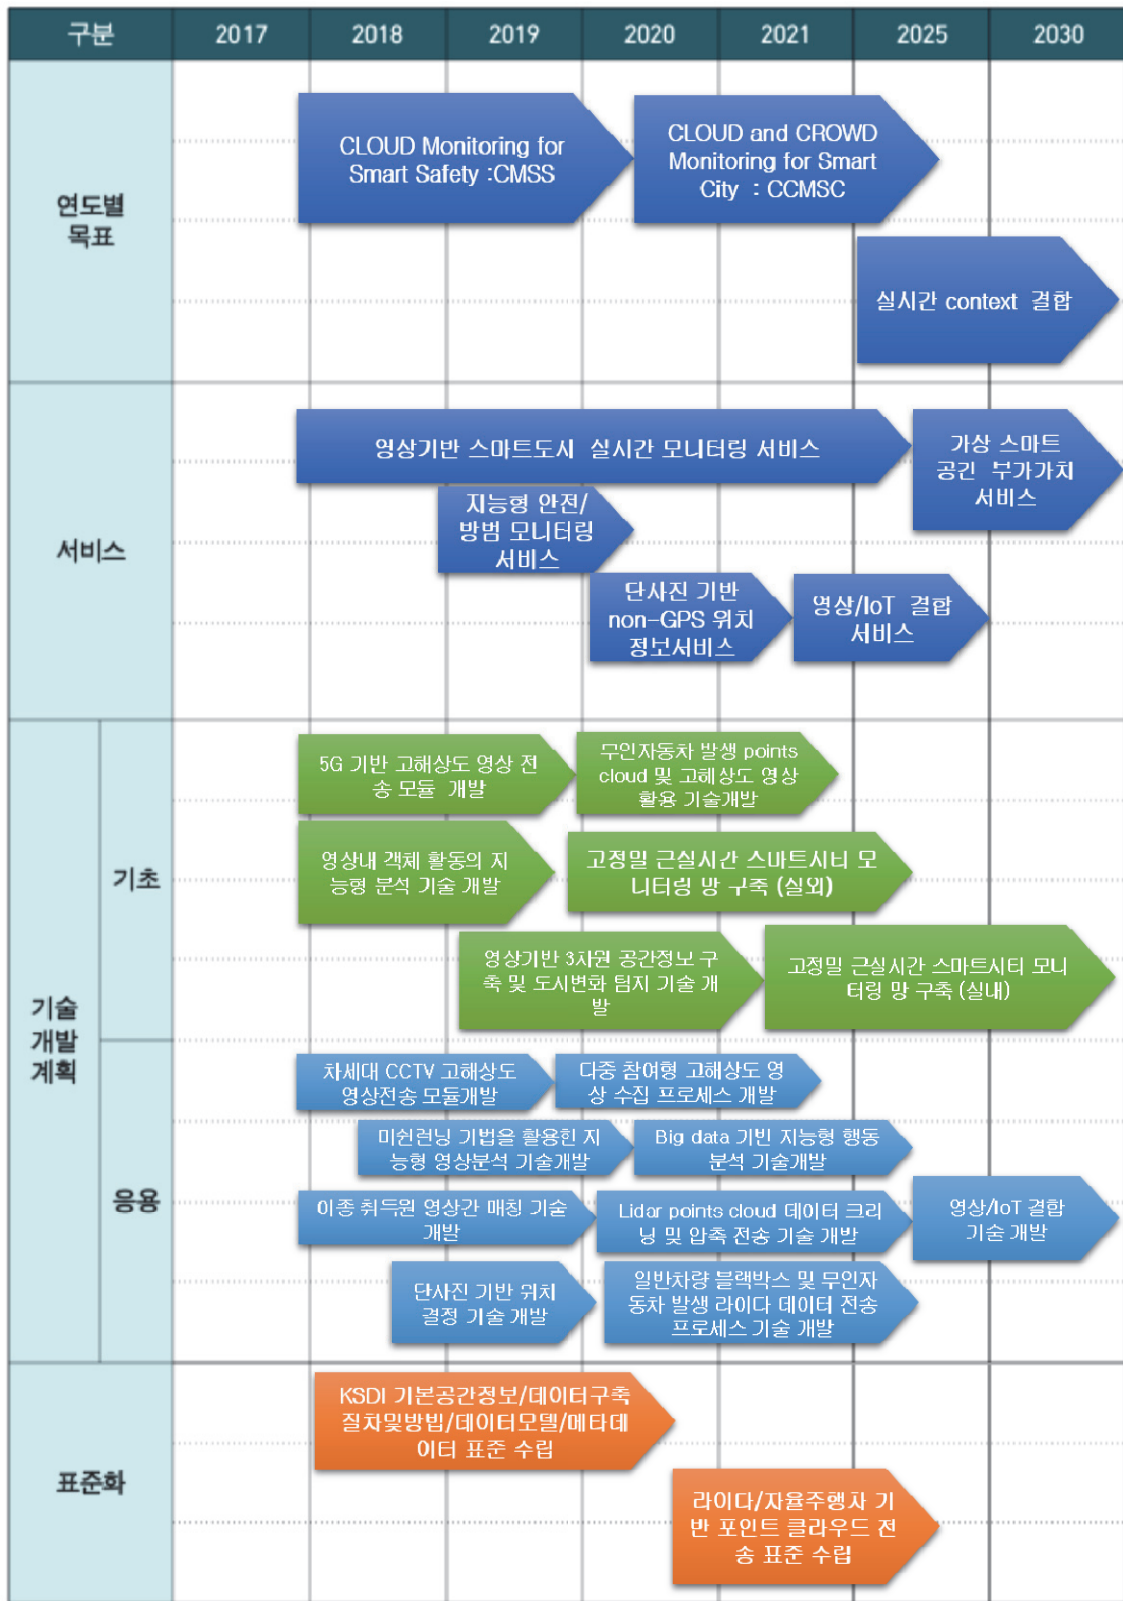 구분 2017 2018 2019 2020 2021 2025 2030
연도별
목표
CLOUD Monitoring for
Smart Safety :CMSS
CLOUD and CROWD
Monitoring for Smart
City : CCMSC
실시간 context 결합
서비스
영상기반 스마트도시 실시간 모니터링 서비스
가상 스마트
공간 부가가치
서비스
지능형 안전/
방범 모니터링
서비스
단사진 기반
non-GPS 위치
정보서비스
영상/IoT 결합
서비스
기술
개발
계획
기초
5G 기반 고해상도 영상 전
송 모듈 개발
무인자동차 발생 points
cloud 및 고해상도 영상
활용 기술개발
영상내 객체 활동의 지
능형 분석 기술 개발
고정밀 근실시간 스마트시티 모
니터링 망 구축 (실외)
영상기반 3차원 공간정보 구
축 및 도시변화 탐지 기술 개
발
고정밀 근실시간 스마트시티 모니
터링 망 구축 (실내)
응용
차세대 CCTV 고해상도
영상전송 모듈개발
다중 참여형 고해상도 영
상 수집 프로세스 개발
머쉰런닝 기법을 활용한 지
능형 영상분석 기술개발
Big data 기반 지능형 행동
분석 기술개발
이종 취득원 영상간 매칭 기술
개발
Lidar points cloud 데이터 크리
닝 및 압축 전송 기술 개발
영상/IoT 결합
기술 개발
단사진 기반 위치
결정 기술 개발
일반차량 블랙박스 및 무인자
동차 발생 라이다 데이터 전송
프로세스 기술 개발
표준화
KSDI 기본공간정보/데이터구축
절차및방법/데이터모델/메타데
이터 표준 수립
라이다/자율주행차 기
반 포인트 클라우드 전
송 표준 수립